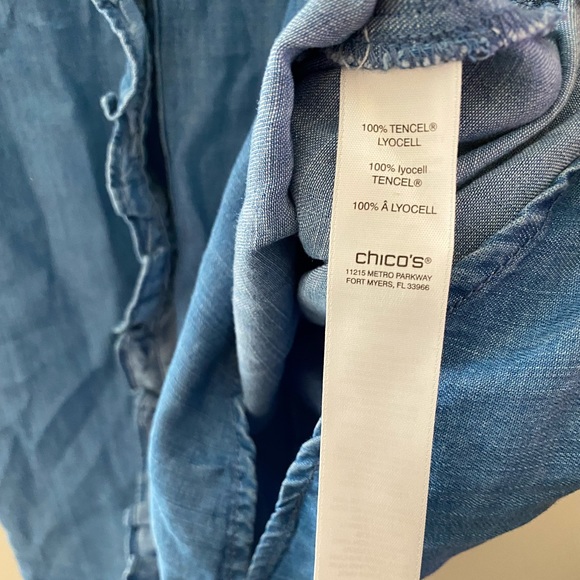 100% TENCEL®
LYOCELL
100% lyocell
TENCEL®
100% Â LYOCELL
chico's®
11215 METRO PARKWAY
FORT MYERS, FL 33966